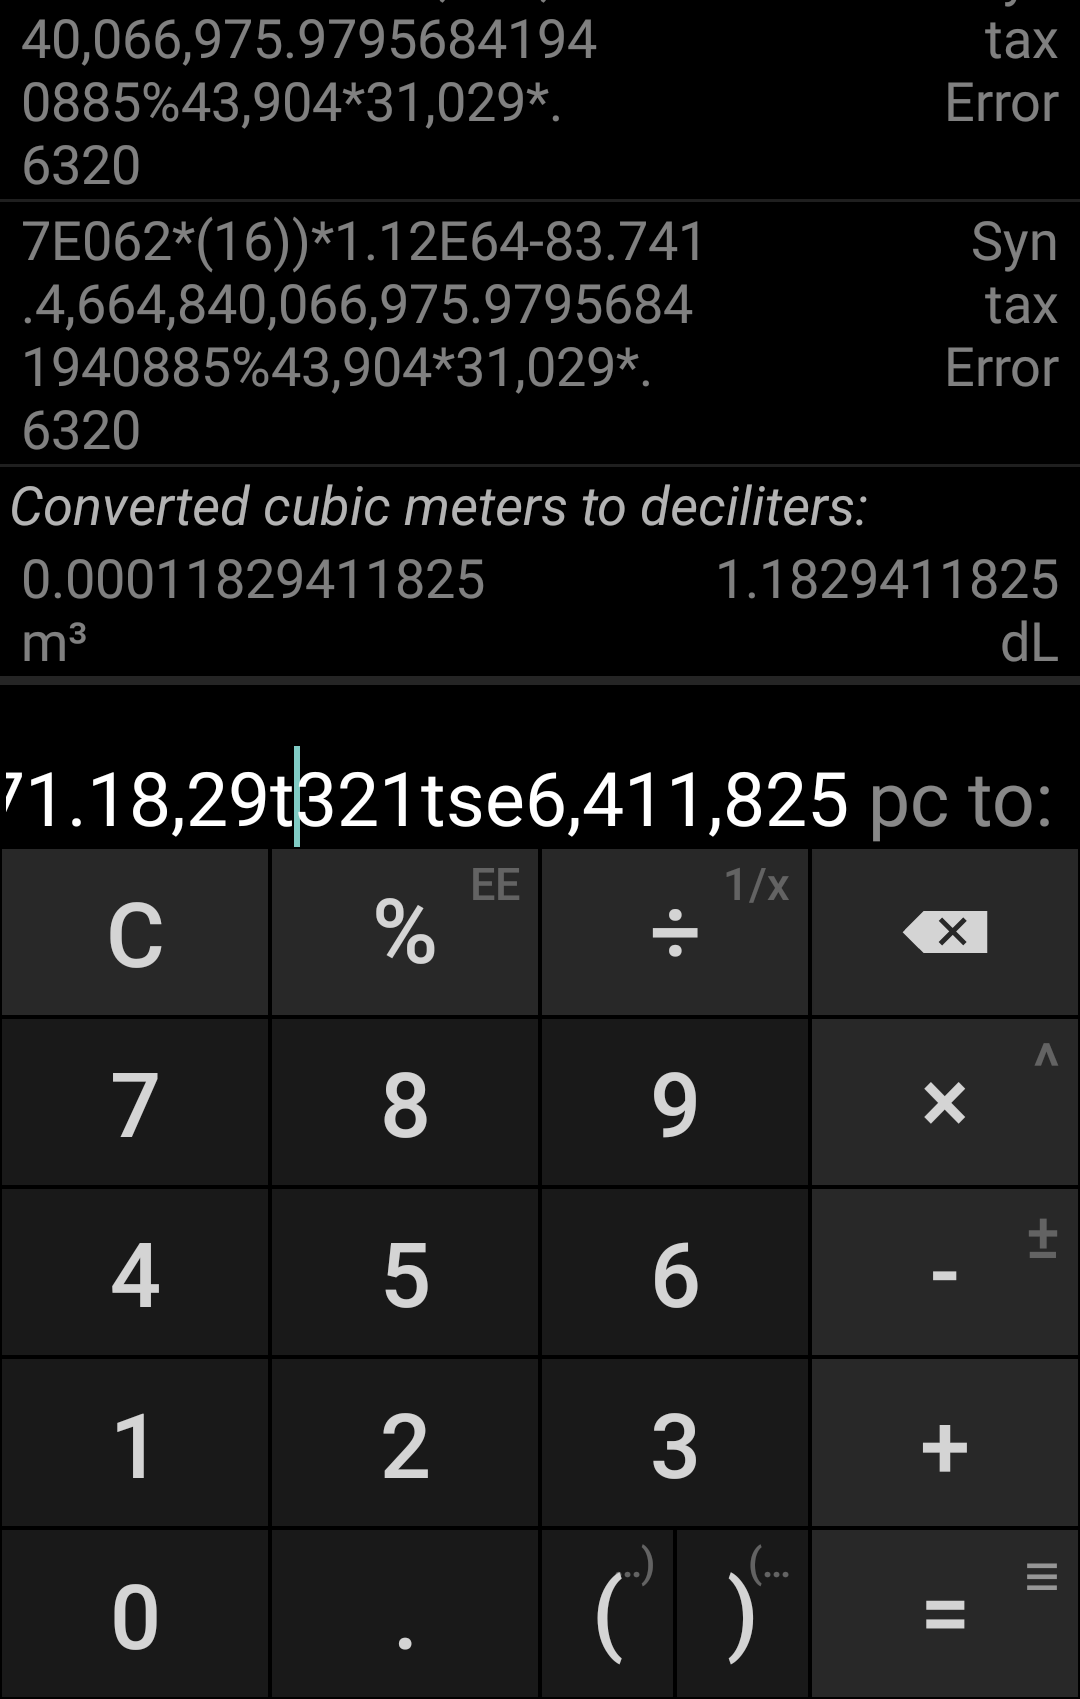 40,066,975.9795684194 tax
0885%43,904*31,029*. Error
6320
7E062*(16))*1.12E64-83.741 Syn
.4,664,840,066,975.9795684 tax
1940885%43,904*31,029*. Error
6320
Converted cubic meters to deciliters:
0.00011829411825 1.1829411825
m³ dL
71.18,29t321tse6,411,825 pc to:
C % EE ÷ 1/x
7 8 9 × ^
4 5 6 - ±
1 2 3 +
0 . ( ..) ) (... = ≡